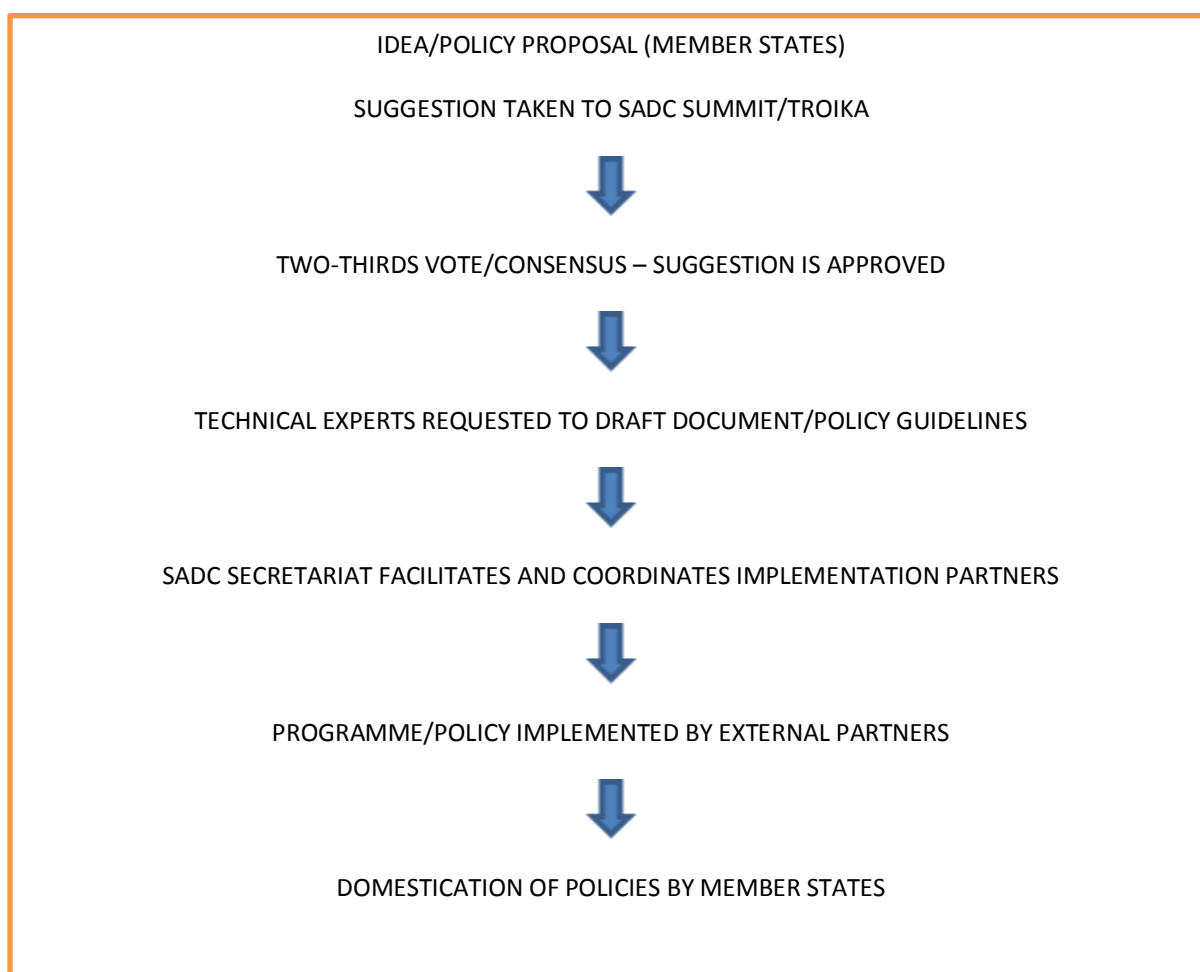 IDEA/POLICY PROPOSAL (MEMBER STATES)
SUGGESTION TAKEN TO SADC SUMMIT/TROIKA
TWO-THIRDS VOTE/CONSENSUS – SUGGESTION IS APPROVED
TECHNICAL EXPERTS REQUESTED TO DRAFT DOCUMENT/POLICY GUIDELINES
SADC SECRETARIAT FACILITATES AND COORDINATES IMPLEMENTATION PARTNERS
PROGRAMME/POLICY IMPLEMENTED BY EXTERNAL PARTNERS
DOMESTICATION OF POLICIES BY MEMBER STATES